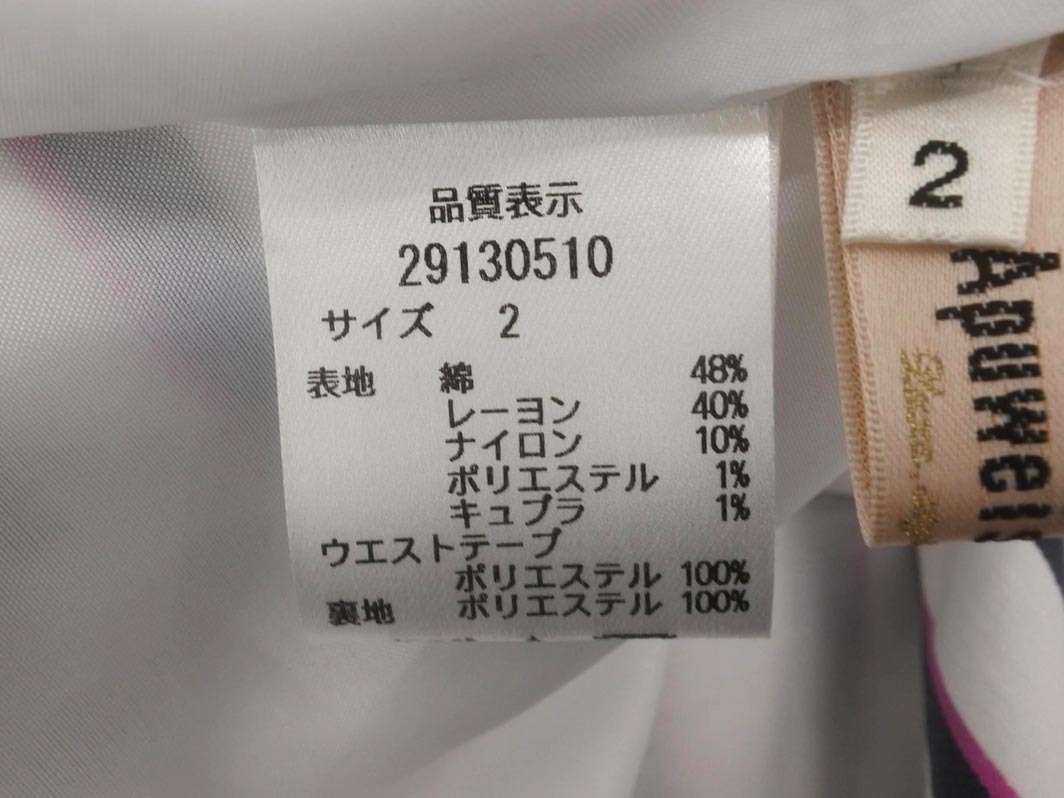 品質表示
29130510
サイズ 2
表地 綿 48%
レーヨン 40%
ナイロン 10%
ポリエステル 1%
キュプラ 1%
ウエストテープ
ポリエステル 100%
裏地 ポリエステル 100%
2